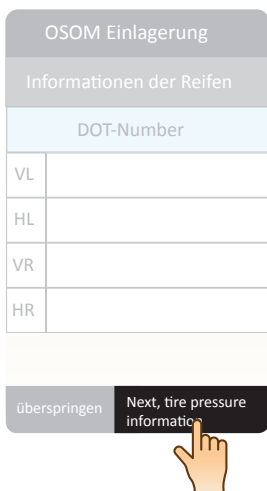 OSOM Einlagerung
Informationen der Reifen
DOT-Number
VL
HL
VR
HR
überspringen
Next, tire pressure
information